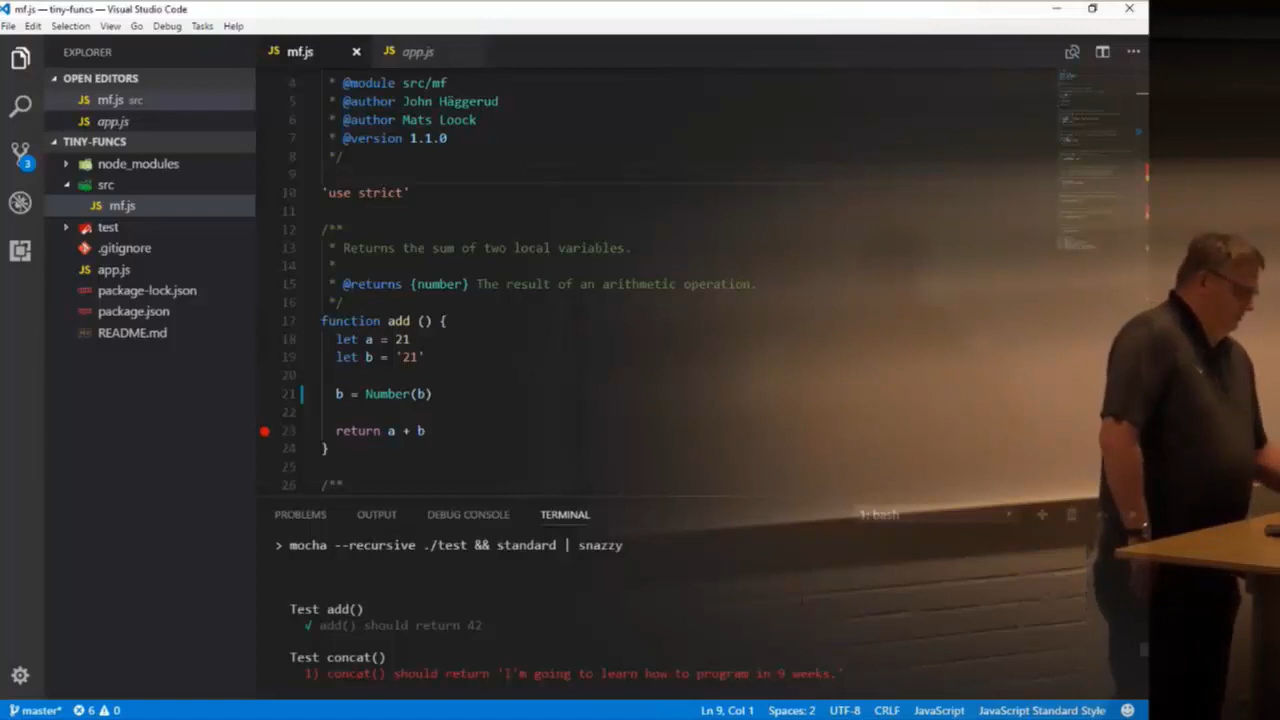 mf.js — tiny-funcs — Visual Studio Code
File Edit Selection View Go Debug Tasks Help
EXPLORER
OPEN EDITORS
JS mf.js src
JS app.js
TINY-FUNCS
node_modules
src
JS mf.js
test
.gitignore
JS app.js
package-lock.json
package.json
README.md
3
JS mf.js
JS app.js
4 * @module src/mf
5 * @author John Häggerud
6 * @author Mats Loock
7 * @version 1.1.0
8 */
9
10 'use strict'
11
12 /**
13 * Returns the sum of two local variables.
14 *
15 * @returns {number} The result of an arithmetic operation.
16 */
17 function add () {
18 let a = 21
19 let b = '21'
20
21 b = Number(b)
22
23 return a + b
24 }
25
26 /**
PROBLEMS OUTPUT DEBUG CONSOLE TERMINAL 1: bash
> mocha --recursive ./test && standard | snazzy
Test add()
√ add() should return 42
Test concat()
1) concat() should return 'I'm going to learn how to program in 9 weeks.'
master* 6 0 Ln 9, Col 1 Spaces: 2 UTF-8 CRLF JavaScript JavaScript Standard Style